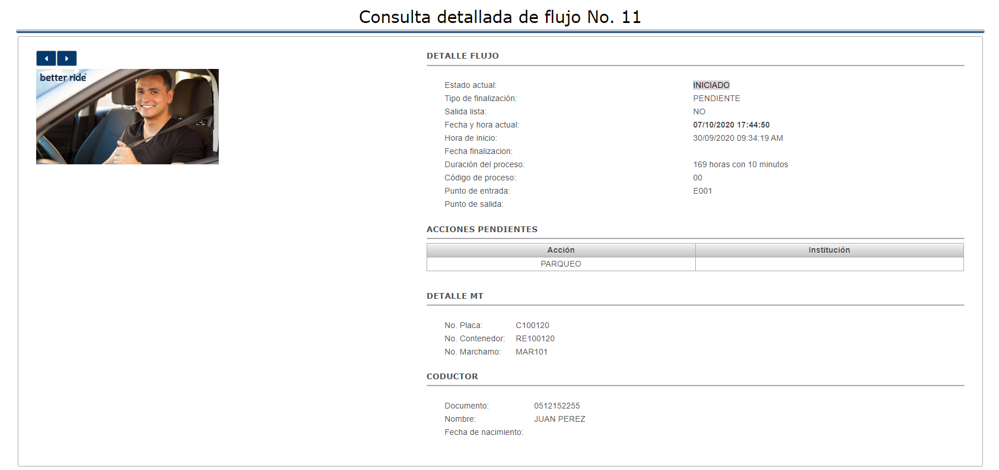 Consulta detallada de flujo No. 11
better ride
DETALLE FLUJO
Estado actual: INICIADO
Tipo de finalización: PENDIENTE
Salida lista: NO
Fecha y hora actual: 07/10/2020 17:44:50
Hora de inicio: 30/09/2020 09:34:19 AM
Fecha finalizacion:
Duración del proceso: 169 horas con 10 minutos
Código de proceso: 00
Punto de entrada: E001
Punto de salida:
ACCIONES PENDIENTES
Acción Institución
PARQUEO
DETALLE MT
No. Placa: C100120
No. Contenedor: RE100120
No. Marchamo: MAR101
CODUCTOR
Documento: 0512152255
Nombre: JUAN PEREZ
Fecha de nacimiento: